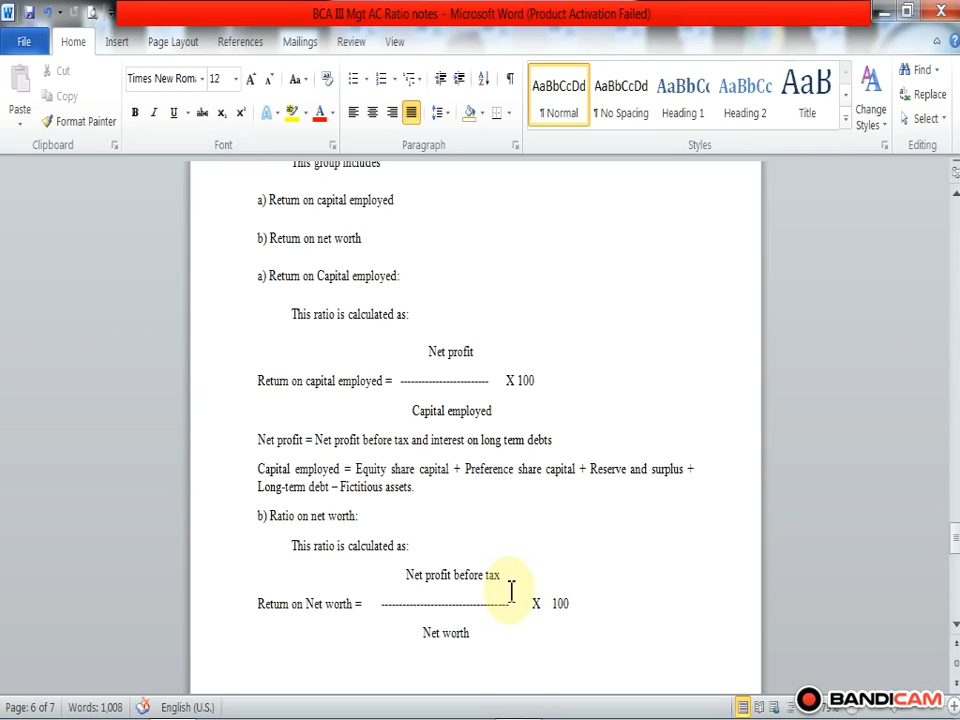 BCA III Mgt AC Ratio notes - Microsoft Word (Product Activation Failed)
File Home Insert Page Layout References Mailings Review View
Paste Cut Copy Format Painter
Times New Rom 12
AaBbCcDd AaBbCcDd AaBbCc AaBbCc AaB
¶ Normal ¶ No Spacing Heading 1 Heading 2 Title
Change Styles
Find
Replace
Select
Clipboard Font Paragraph Styles Editing
This group includes
a) Return on capital employed
b) Return on net worth
a) Return on Capital employed:
This ratio is calculated as:
Net profit
Return on capital employed = ------------------------- X 100
Capital employed
Net profit = Net profit before tax and interest on long term debts
Capital employed = Equity share capital + Preference share capital + Reserve and surplus +
Long-term debt – Fictitious assets.
b) Ratio on net worth:
This ratio is calculated as:
Net profit before tax
Return on Net worth = ------------------------------------ X 100
Net worth
Page: 6 of 7 Words: 1,008 English (U.S.)
BANDICAM